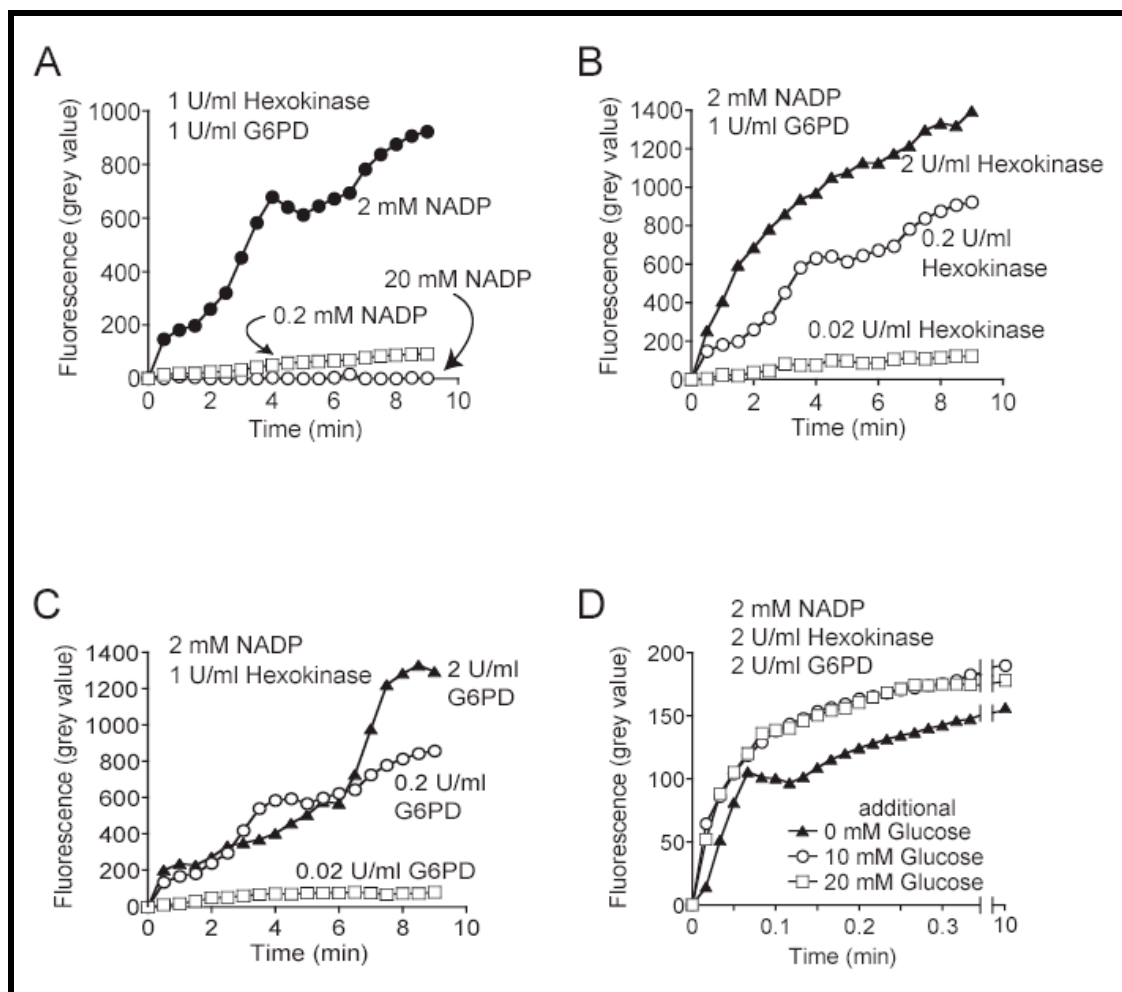 A
1 U/ml Hexokinase
1 U/ml G6PD
Fluorescence (grey value)
1000
800
600
400
200
0
2 mM NADP
20 mM NADP
0.2 mM NADP
0 2 4 6 8 10
Time (min)
B
2 mM NADP
1 U/ml G6PD
Fluorescence (grey value)
1400
1200
1000
800
600
400
200
0
2 U/ml Hexokinase
0.2 U/ml
Hexokinase
0.02 U/ml Hexokinase
0 2 4 6 8 10
Time (min)
C
2 mM NADP
1 U/ml Hexokinase
Fluorescence (grey value)
1400
1200
1000
800
600
400
200
0
2 U/ml
G6PD
0.2 U/ml
G6PD
0.02 U/ml G6PD
0 2 4 6 8 10
Time (min)
D
2 mM NADP
2 U/ml Hexokinase
2 U/ml G6PD
Fluorescence (grey value)
200
150
100
50
0
additional
0 mM Glucose
10 mM Glucose
20 mM Glucose
0 0.1 0.2 0.3 10
Time (min)